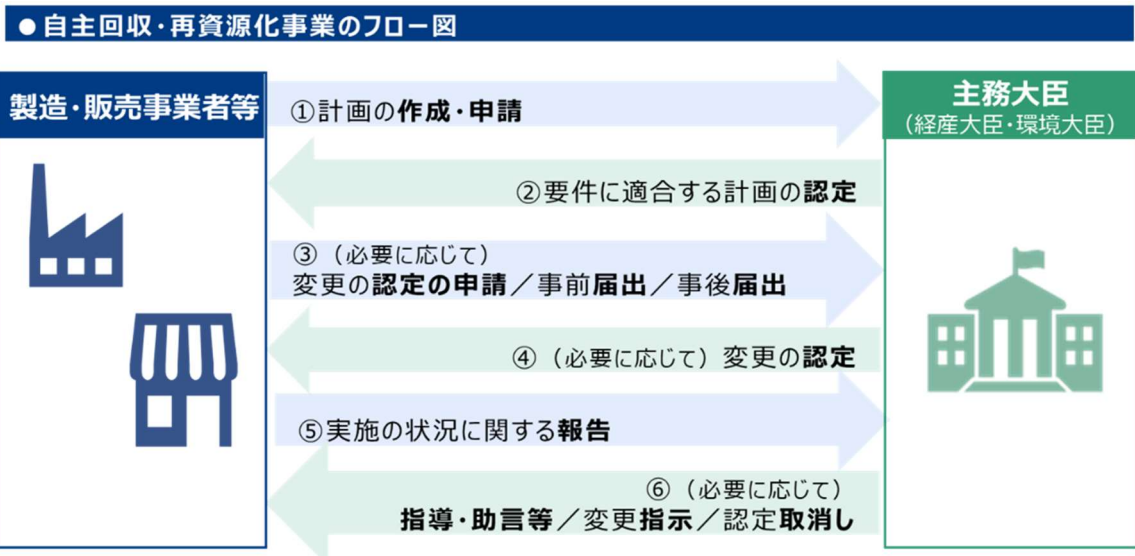 ●自主回収・再資源化事業のフロー図
製造・販売事業者等
主務大臣
（経産大臣・環境大臣）
①計画の作成・申請
②要件に適合する計画の認定
③（必要に応じて）
変更の認定の申請／事前届出／事後届出
④（必要に応じて）変更の認定
⑤実施の状況に関する報告
⑥（必要に応じて）
指導・助言等／変更指示／認定取消し